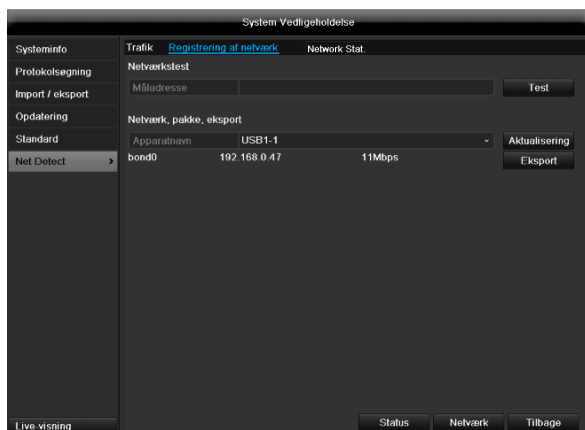 System Vedligeholdelse
Systeminfo
Protokolsøgning
Import / eksport
Opdatering
Standard
Net Detect >
Live-visning
Trafik Registrering af netværk Network Stat.
Netværkstest
Måladresse Test
Netværk, pakke, eksport
Apparatnavn USB1-1 Aktualisering
bond0 192.168.0.47 11Mbps Eksport
Status Netværk Tilbage